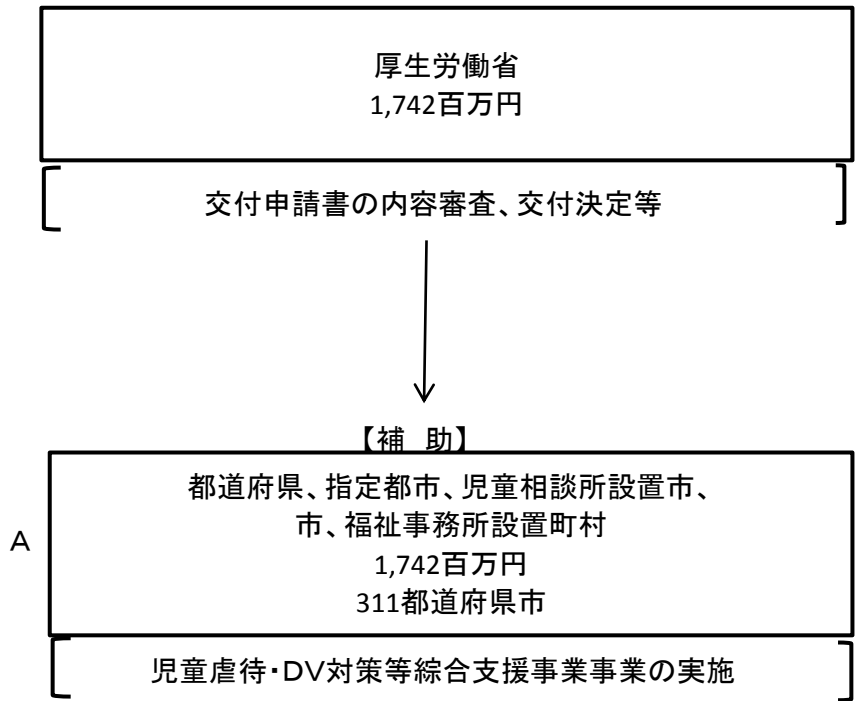 厚生労働省
1,742百万円
交付申請書の内容審査、交付決定等
【補　助】
A
都道府県、指定都市、児童相談所設置市、
市、福祉事務所設置町村
1,742百万円
311都道府県市
児童虐待・DV対策等綜合支援事業事業の実施